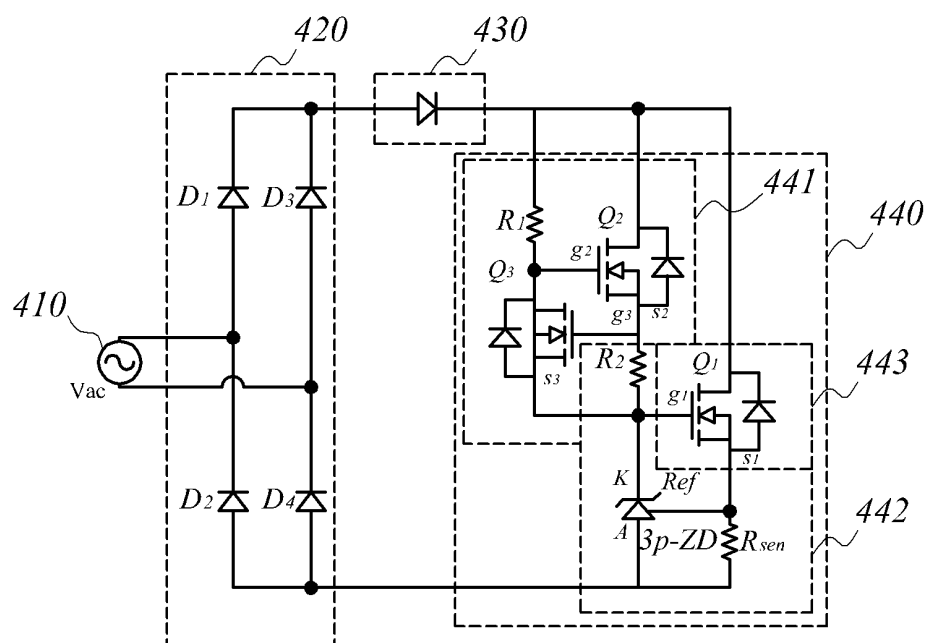 420
430
441
440
D1
D3
R1
Q2
g2
Q3
410
g3
s2
Vac
s3
R2
Q1
443
g1
s1
D2
D4
K
Ref
442
A
3p-ZD
Rsen